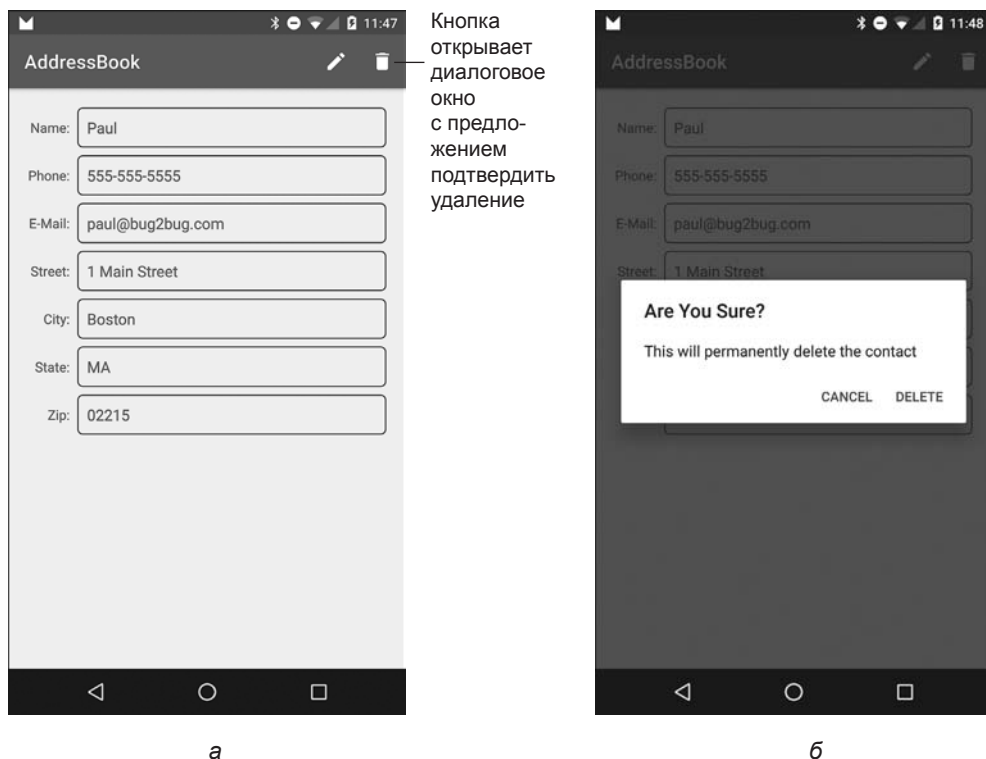 11:47
AddressBook
Name: Paul
Phone: 555-555-5555
E-Mail: paul@bug2bug.com
Street: 1 Main Street
City: Boston
State: MA
Zip: 02215
Кнопка
открывает
диалоговое
окно
с предло-
жением
подтвердить
удаление
11:48
AddressBook
Name: Paul
Phone: 555-555-5555
E-Mail: paul@bug2bug.com
Street: 1 Main Street
Are You Sure?
This will permanently delete the contact
CANCEL DELETE
а
б